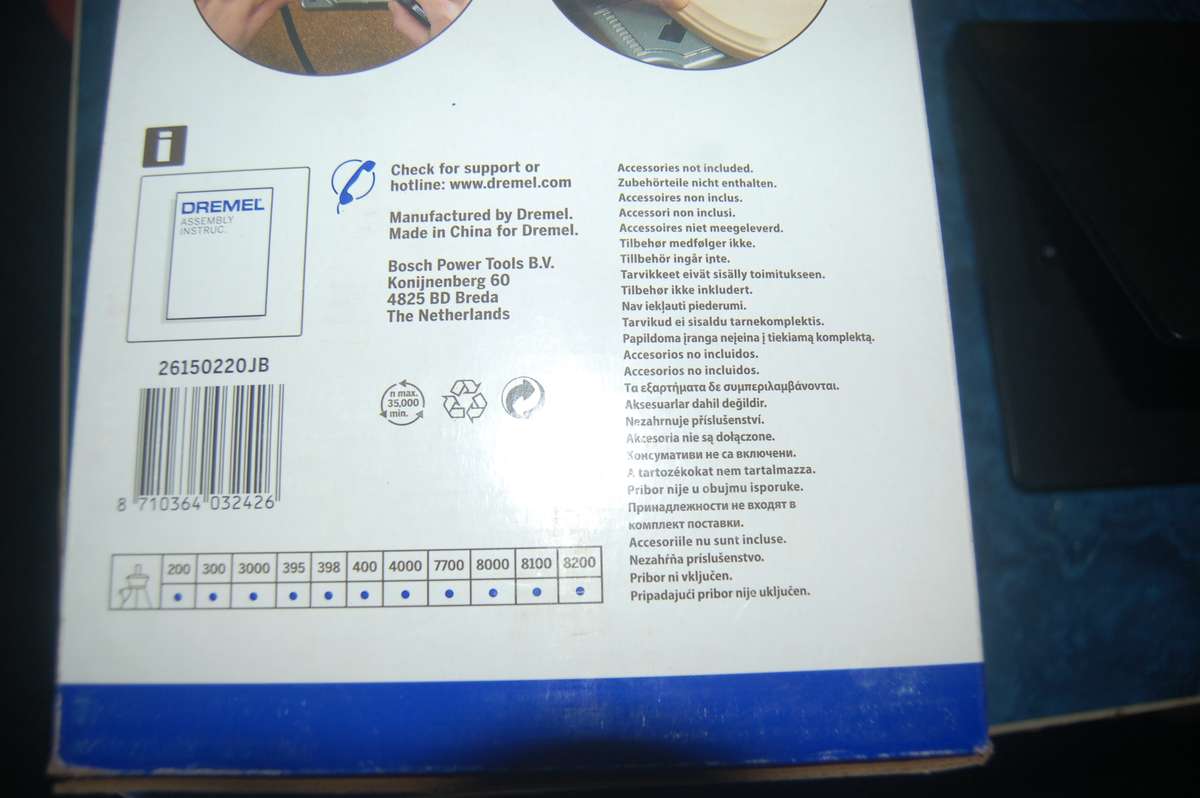 i
DREMEL
ASSEMBLY
INSTRUC.
26150220JB
8 710364 032426
Check for support or
hotline: www.dremel.com
Manufactured by Dremel.
Made in China for Dremel.
Bosch Power Tools B.V.
Konijnenberg 60
4825 BD Breda
The Netherlands
n max.
35,000
min.
200 300 3000 395 398 400 4000 7700 8000 8100 8200
Accessories not included.
Zubehörteile nicht enthalten.
Accessoires non inclus.
Accessori non inclusi.
Accessoires niet meegeleverd.
Tilbehør medfølger ikke.
Tillbehör ingår inte.
Tarvikkeet eivät sisälly toimitukseen.
Tilbehør ikke inkludert.
Nav iekļauti piederumi.
Tarvikud ei sisaldu tarnekomplektis.
Papildoma įranga neįeina į tiekiamą komplektą.
Accesorios no incluidos.
Accesorios no incluidos.
Τα εξαρτήματα δε συμπεριλαμβάνονται.
Aksesuarlar dahil değildir.
Nezahrnuje příslušenství.
Akcesoria nie są dołączone.
Консумативи не са включени.
A tartozékokat nem tartalmazza.
Pribor nije u obujmu isporuke.
Принадлежности не входят в
комплект поставки.
Accesoriile nu sunt incluse.
Nezahŕňa príslušenstvo.
Pribor ni vključen.
Pripadajući pribor nije uključen.